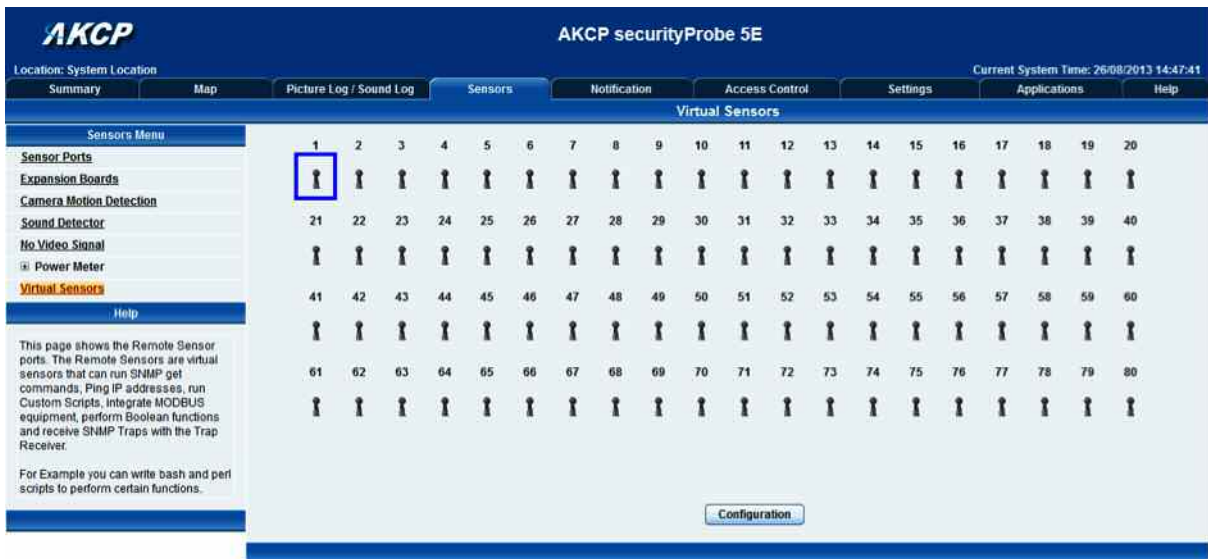 AKCP
AKCP securityProbe 5E
Location: System Location
Current System Time: 26/08/2013 14:47:41
Summary Map Picture Log / Sound Log Sensors Notification Access Control Settings Applications Help
Virtual Sensors
Sensors Menu
Sensor Ports
Expansion Boards
Camera Motion Detection
Sound Detector
No Video Signal
Power Meter
Virtual Sensors
Help
This page shows the Remote Sensor
ports. The Remote Sensors are virtual
sensors that can run SNMP get
commands, Ping IP addresses, run
Custom Scripts, integrate MODBUS
equipment, perform Boolean functions
and receive SNMP Traps with the Trap
Receiver.
For Example you can write bash and perl
scripts to perform certain functions.
1 2 3 4 5 6 7 8 9 10 11 12 13 14 15 16 17 18 19 20
21 22 23 24 25 26 27 28 29 30 31 32 33 34 35 36 37 38 39 40
41 42 43 44 45 46 47 48 49 50 51 52 53 54 55 56 57 58 59 60
61 62 63 64 65 66 67 68 69 70 71 72 73 74 75 76 77 78 79 80
Configuration